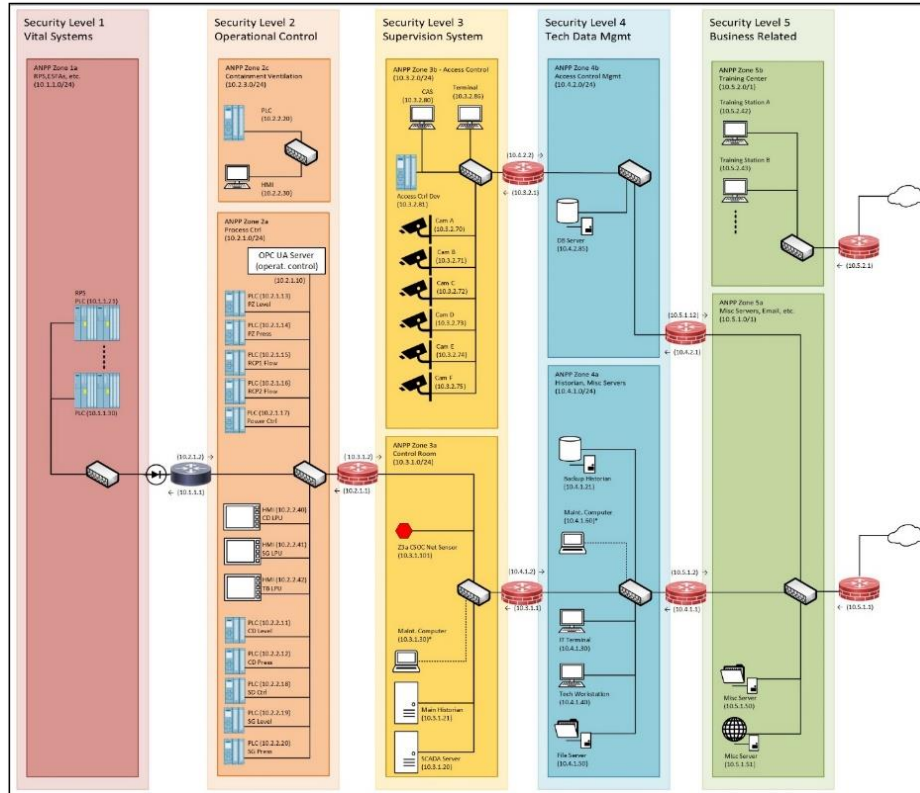 Security Level 1
Vital Systems
ANPP Zone 1a
RPS,ESFAs, etc.
(10.1.1.0/24)
RPS
PLC (10.1.1.21)
PLC (10.1.1.30)
(10.2.1.2) →
← (10.1.1.1)
Security Level 2
Operational Control
ANPP Zone 2c
Containment Ventilation
(10.2.3.0/24)
PLC
(10.2.2.20)
HMI
(10.2.2.30)
ANPP Zone 2a
Process Ctrl
(10.2.1.0/24)
OPC UA Server
(operat. control)
(10.2.1.10)
PLC (10.2.1.13)
PZ Level
PLC (10.2.1.14)
PZ Press
PLC (10.2.1.15)
RCP1 Flow
PLC (10.2.1.16)
RCP2 Flow
PLC (10.2.1.17)
Power Ctrl
HMI (10.2.2.40)
CD LPU
HMI (10.2.2.41)
SG LPU
HMI (10.2.2.42)
TB LPU
PLC (10.2.2.11)
CD Level
PLC (10.2.2.12)
CD Press
PLC (10.2.2.18)
SG Ctrl
PLC (10.2.2.19)
SG Level
PLC (10.2.2.20)
SG Press
(10.3.1.2) →
← (10.2.1.1)
Security Level 3
Supervision System
ANPP Zone 3b - Access Control
(10.3.2.0/24)
CAS
(10.3.2.80)
Terminal
Access Ctrl Dev
(10.3.2.81)
Cam A
(10.3.2.70)
Cam B
(10.3.2.71)
Cam C
(10.3.2.72)
Cam D
(10.3.2.73)
Cam E
(10.3.2.74)
Cam F
(10.3.2.75)
ANPP Zone 3a
Control Room
(10.3.1.0/24)
Z3a CSOC Net Sensor
(10.3.1.101)
Maint. Computer
(10.3.1.30)*
Main Historian
(10.3.1.21)
SCADA Server
(10.3.1.20)
(10.4.2.2) →
← (10.3.2.1)
(10.4.1.2) →
← (10.3.1.1)
Security Level 4
Tech Data Mgmt
ANPP Zone 4b
Access Control Mgmt
(10.4.2.0/24)
DB Server
(10.4.2.85)
ANPP Zone 4a
Historian, Misc Servers
(10.4.1.0/24)
Backup Historian
(10.4.1.21)
Maint. Computer
(10.4.1.60)*
IT Terminal
(10.4.1.30)
Tech Workstation
(10.4.1.40)
File Server
(10.4.1.50)
(10.5.1.12) →
← (10.4.2.1)
(10.5.1.2) →
← (10.4.1.1)
Security Level 5
Business Related
ANPP Zone 5b
Training Center
(10.5.2.0/1)
Training Station A
(10.5.2.42)
Training Station B
(10.5.2.43)
← (10.5.2.1)
ANPP Zone 5a
Misc Servers, Email, etc.
(10.5.1.0/1)
Misc Server
(10.5.1.50)
Misc Server
(10.5.1.51)
← (10.5.1.1)